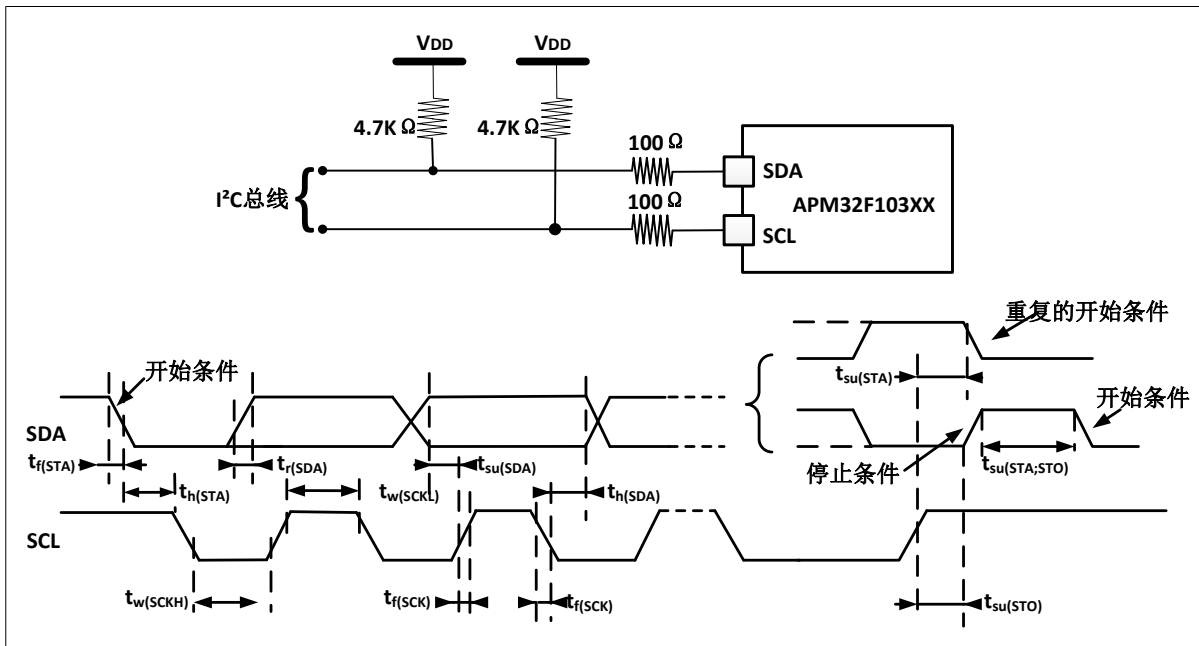 VDD
VDD
4.7K Ω
4.7K Ω
100 Ω
SDA
I²C总线
APM32F103XX
100 Ω
SCL
重复的开始条件
tsu(STA)
开始条件
开始条件
SDA
停止条件
tsu(STA;STO)
tf(STA)
tr(SDA)
tsu(SDA)
th(STA)
tw(SCKL)
th(SDA)
SCL
tw(SCKH)
tf(SCK)
tf(SCK)
tsu(STO)